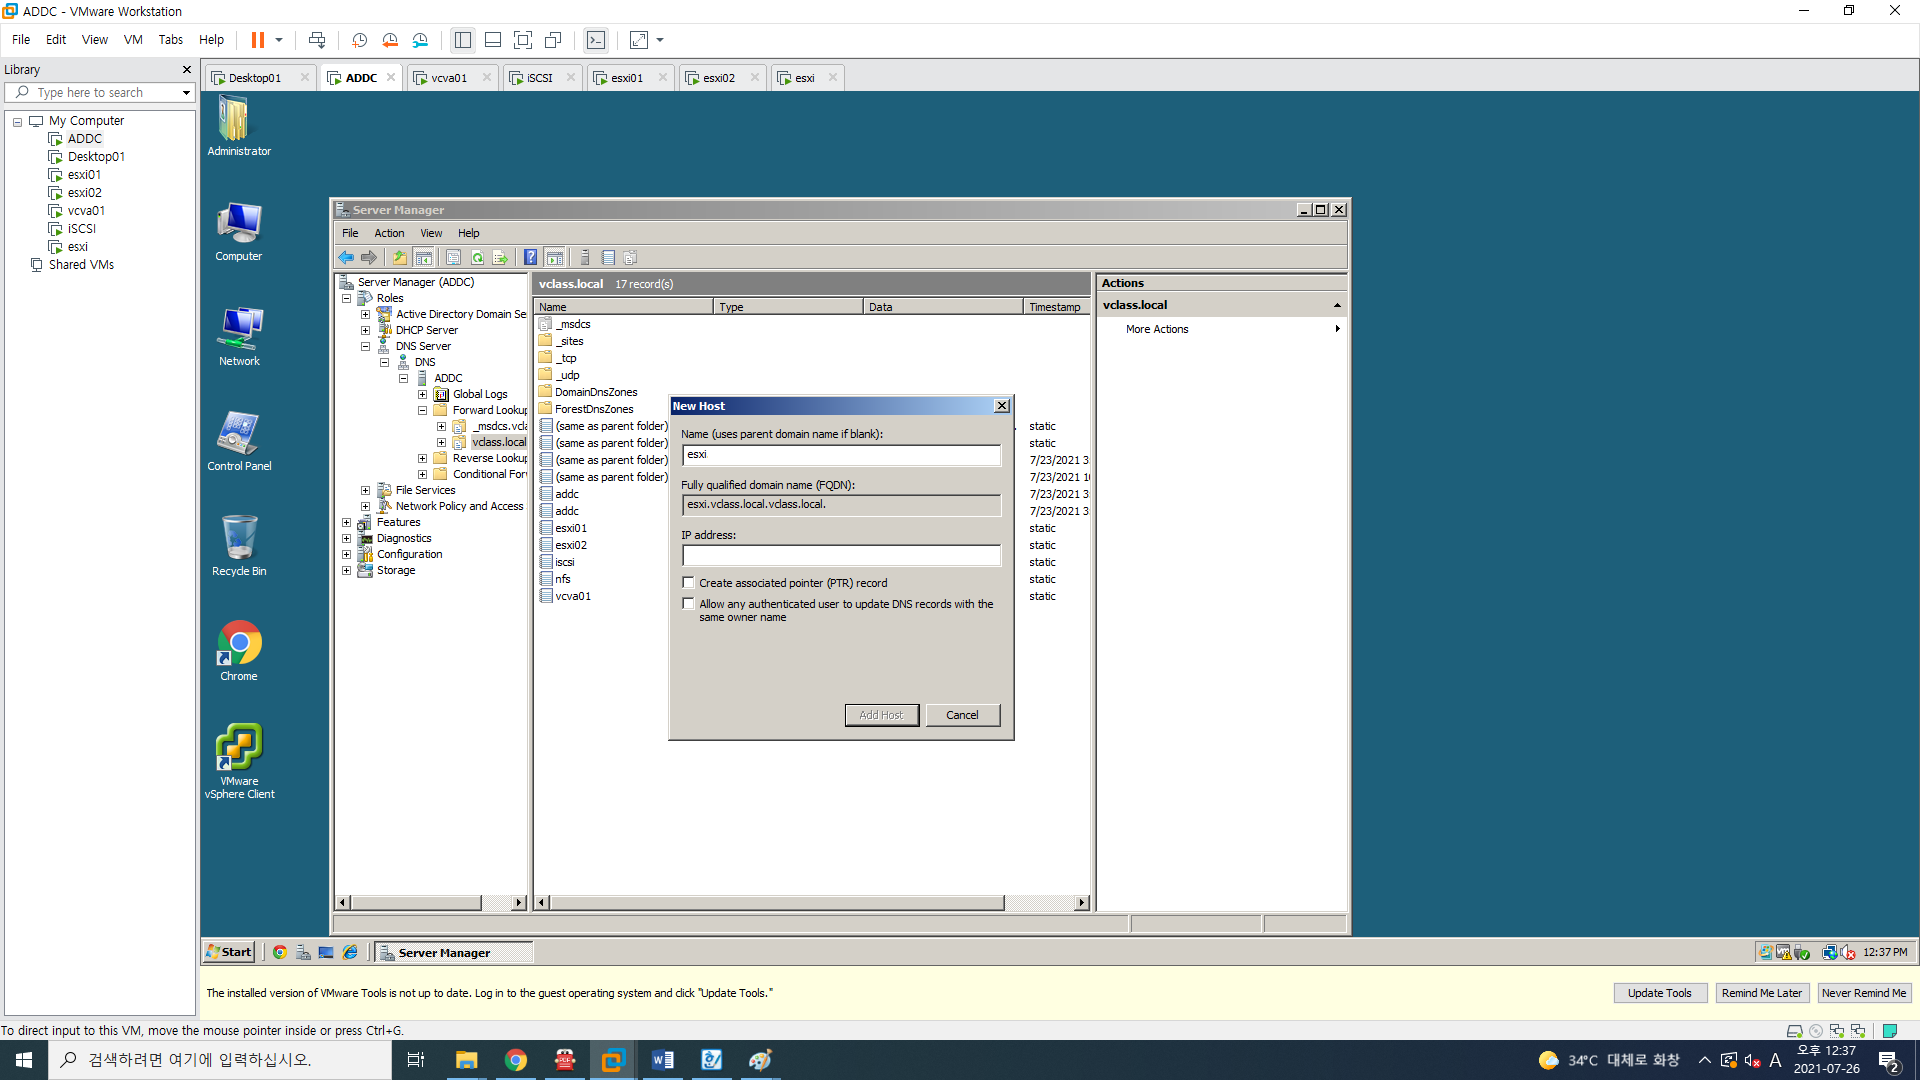 ADDC - VMware Workstation
File Edit View VM Tabs Help
Library
Type here to search
My Computer
ADDC
Desktop01
esxi01
esxi02
vcva01
iSCSI
esxi
Shared VMs
Desktop01 ADDC vcva01 iSCSI esxi01 esxi02 esxi
Administrator
Computer
Network
Control Panel
Recycle Bin
Chrome
VMware
vSphere Client
Server Manager
File Action View Help
Server Manager (ADDC)
Roles
Active Directory Domain Se
DHCP Server
DNS Server
DNS
ADDC
Global Logs
Forward Lookup
_msdcs.vcla
vclass.local
Reverse Lookup
Conditional For
File Services
Network Policy and Access
Features
Diagnostics
Configuration
Storage
vclass.local 17 record(s)
Name Type Data Timestamp
_msdcs
_sites
_tcp
_udp
DomainDnsZones
ForestDnsZones
(same as parent folder) static
(same as parent folder) static
(same as parent folder) 7/23/2021 3:
(same as parent folder) 7/23/2021 10
addc 7/23/2021 3:
addc 7/23/2021 3:
esxi01 static
esxi02 static
iscsi static
nfs static
vcva01 static
New Host
Name (uses parent domain name if blank):
esxi
Fully qualified domain name (FQDN):
esxi.vclass.local.vclass.local.
IP address:
Create associated pointer (PTR) record
Allow any authenticated user to update DNS records with the
same owner name
Add Host Cancel
Actions
vclass.local
More Actions
Start Server Manager 12:37 PM
The installed version of VMware Tools is not up to date. Log in to the guest operating system and click "Update Tools."
Update Tools Remind Me Later Never Remind Me
To direct input to this VM, move the mouse pointer inside or press Ctrl+G.
검색하려면 여기에 입력하십시오.
34°C 대체로 화창
A
오후 12:37
2021-07-26
2